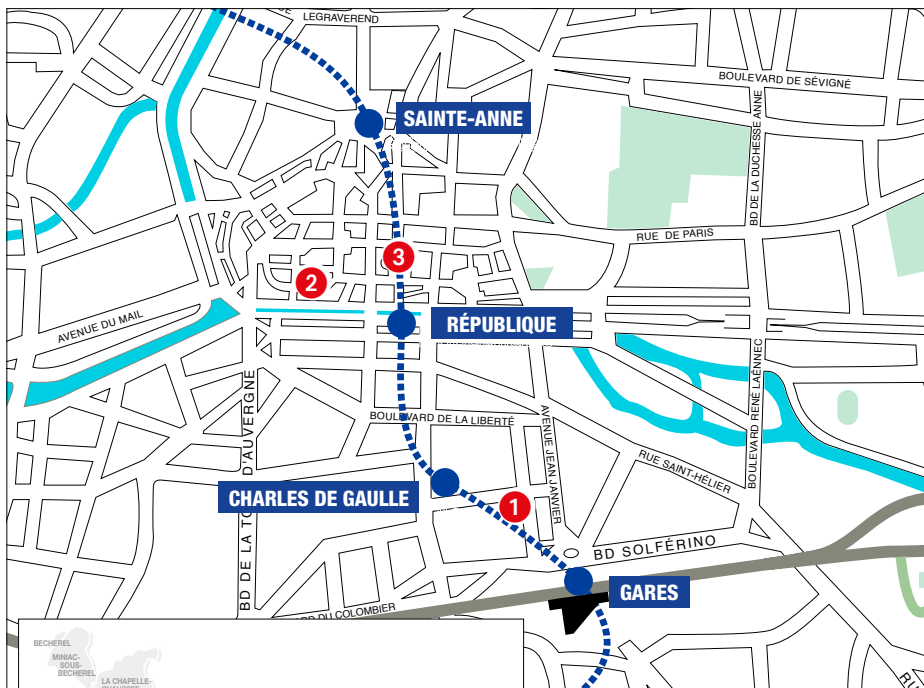 LEGRAVEREND
BOULEVARD DE SÉVIGNÉ
SAINTE-ANNE
BD DE LA DUCHESSE ANNE
RUE DE PARIS
3
2
AVENUE DU MAIL
RÉPUBLIQUE
BOULEVARD RENÉ LAËNNEC
BOULEVARD DE LA LIBERTÉ
AVENUE JEAN JANVIER
RUE SAINT-HÉLIER
BD DE LA TO D'AUVERGNE
CHARLES DE GAULLE
1
BD SOLFÉRINO
GARES
RD DU COLOMBIER
BECHEREL
MINIAC-
SOUS-
BECHEREL
LA CHAPELLE-